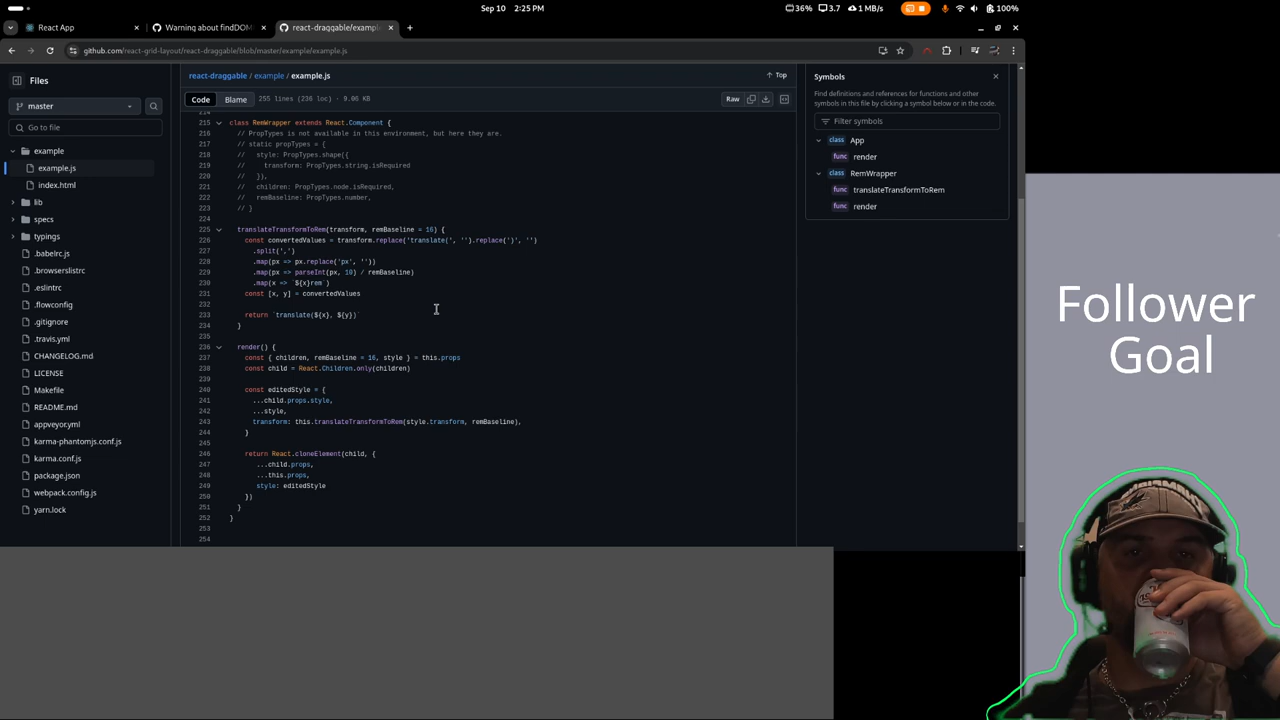 Sep 10 2:25 PM
36% 3.7 1 MB/s
100%
React App
Warning about findDOM
react-draggable/exampl
github.com/react-grid-layout/react-draggable/blob/master/example/example.js
Files
master
Go to file
example
example.js
index.html
lib
specs
typings
.babelrc.js
.browserslistrc
.eslintrc
.flowconfig
.gitignore
.travis.yml
CHANGELOG.md
LICENSE
Makefile
README.md
appveyor.yml
karma-phantomjs.conf.js
karma.conf.js
package.json
webpack.config.js
yarn.lock
react-draggable / example / example.js
Top
Code Blame 255 lines (236 loc) · 9.06 KB
Raw
214
215 class RemWrapper extends React.Component {
216 // PropTypes is not available in this environment, but here they are.
217 // static propTypes = {
218 // style: PropTypes.shape({
219 // transform: PropTypes.string.isRequired
220 // }),
221 // children: PropTypes.node.isRequired,
222 // remBaseline: PropTypes.number,
223 // }
224
225 translateTransformToRem(transform, remBaseline = 16) {
226 const convertedValues = transform.replace('translate(', '').replace(')', '')
227 .split(',')
228 .map(px => px.replace('px', ''))
229 .map(px => parseInt(px, 10) / remBaseline)
230 .map(x => `${x}rem`)
231 const [x, y] = convertedValues
232
233 return `translate(${x}, ${y})`
234 }
235
236 render() {
237 const { children, remBaseline = 16, style } = this.props
238 const child = React.Children.only(children)
239
240 const editedStyle = {
241 ...child.props.style,
242 ...style,
243 transform: this.translateTransformToRem(style.transform, remBaseline),
244 }
245
246 return React.cloneElement(child, {
247 ...child.props,
248 ...this.props,
249 style: editedStyle
250 })
251 }
252 }
253
254
Symbols
Find definitions and references for functions and other
symbols in this file by clicking a symbol below or in the code.
Filter symbols
class App
func render
class RemWrapper
func translateTransformToRem
func render
Follower
Goal